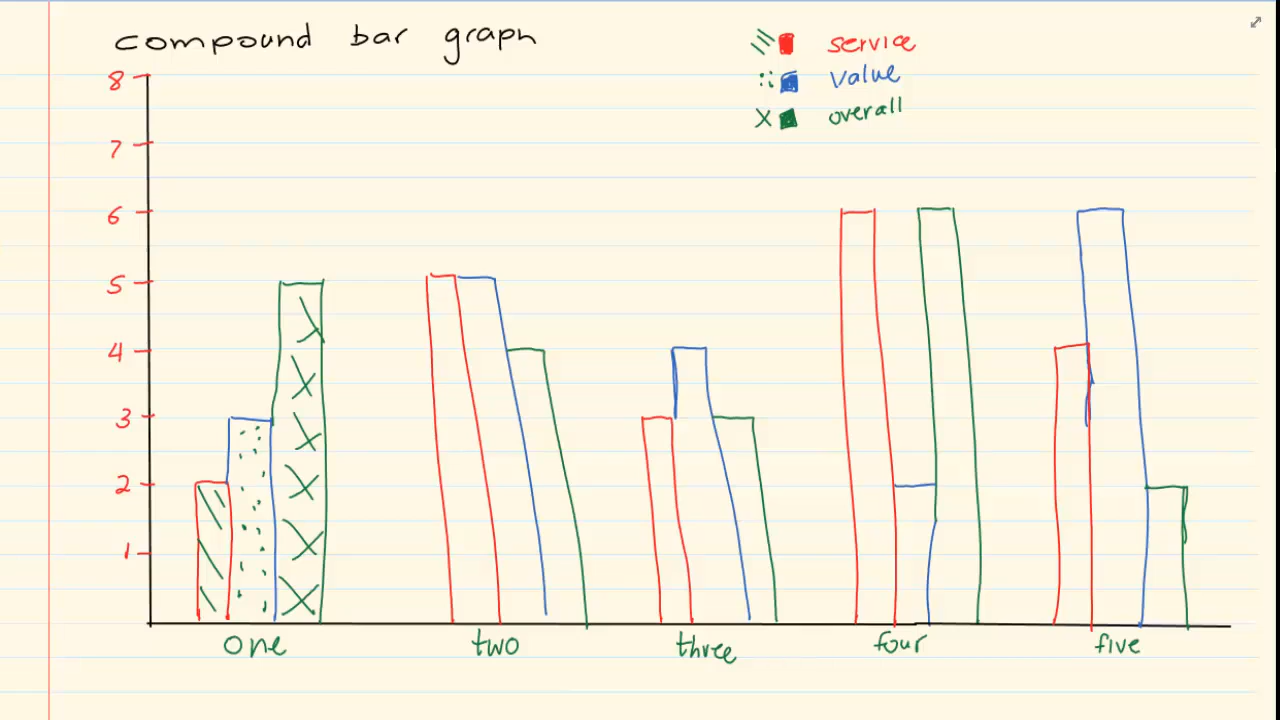 compound bar graph
service
value
overall
8
7
6
5
4
3
2
1
one two three four five